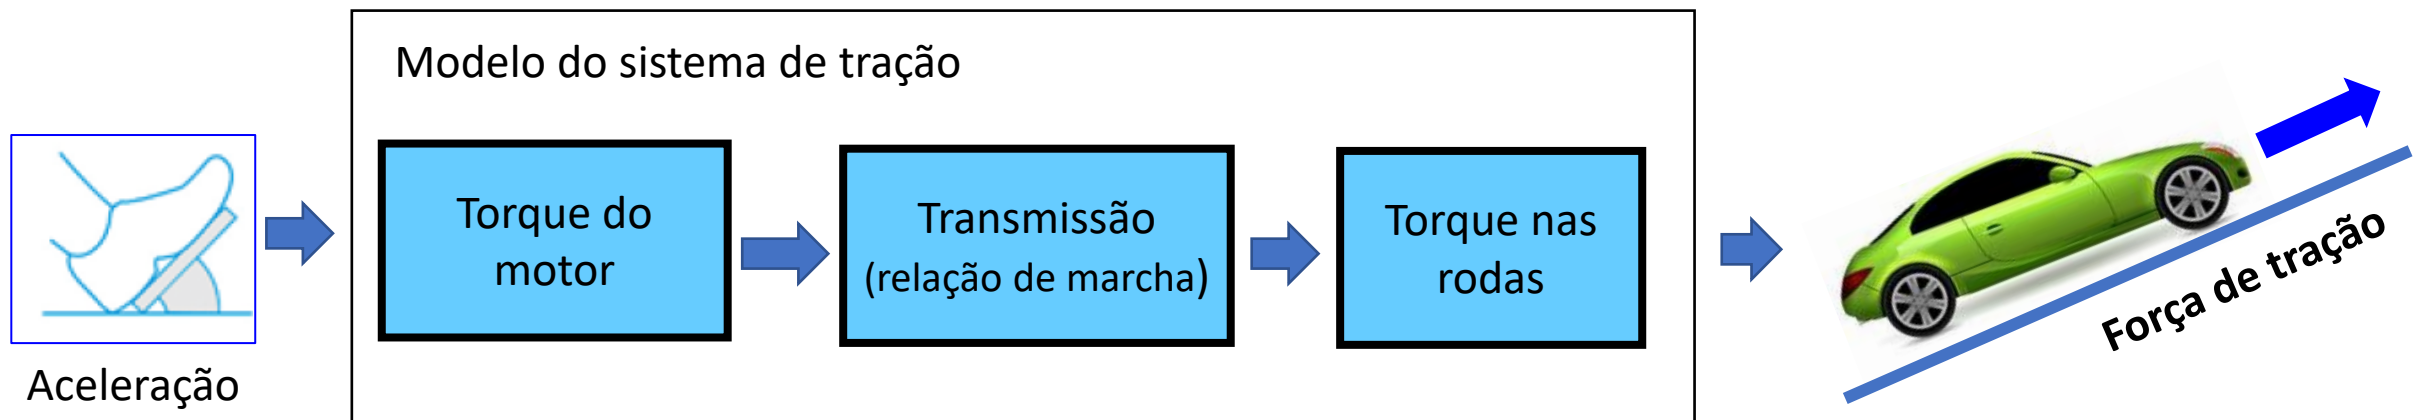 Modelo do sistema de tração
Aceleração
Torque do
motor
Transmissão
(relação de marcha)
Torque nas
rodas
Força de tração